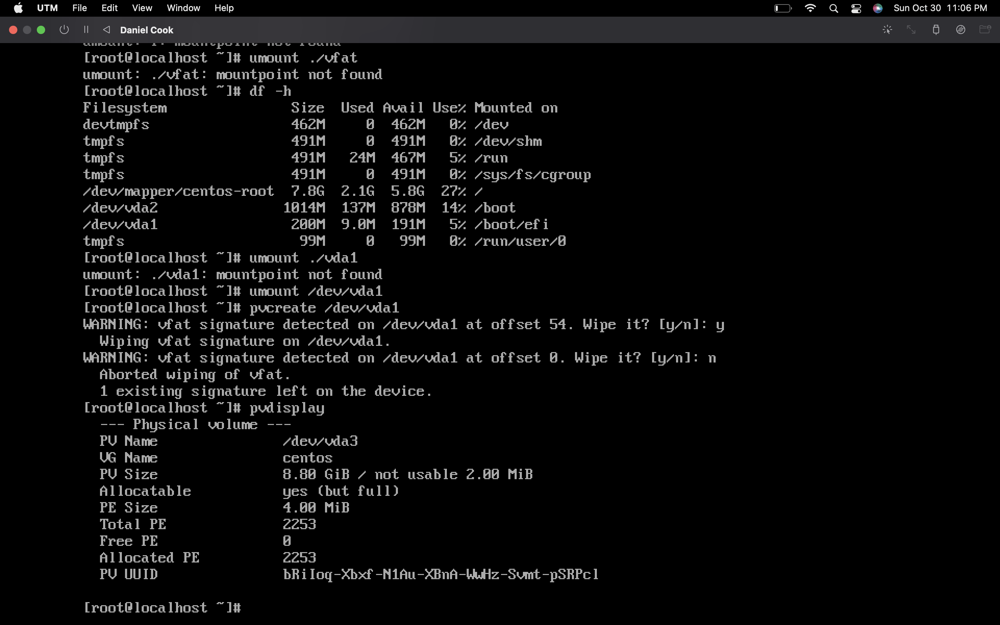 UTM File Edit View Window Help Sun Oct 30 11:06 PM
Daniel Cook
umount: 1: mountpoint not found
[root@localhost ~]# umount ./vfat
umount: ./vfat: mountpoint not found
[root@localhost ~]# df -h
Filesystem Size Used Avail Use% Mounted on
devtmpfs 462M 0 462M 0% /dev
tmpfs 491M 0 491M 0% /dev/shm
tmpfs 491M 24M 467M 5% /run
tmpfs 491M 0 491M 0% /sys/fs/cgroup
/dev/mapper/centos-root 7.8G 2.1G 5.8G 27% /
/dev/vda2 1014M 137M 878M 14% /boot
/dev/vda1 200M 9.0M 191M 5% /boot/efi
tmpfs 99M 0 99M 0% /run/user/0
[root@localhost ~]# umount ./vda1
umount: ./vda1: mountpoint not found
[root@localhost ~]# umount /dev/vda1
[root@localhost ~]# pvcreate /dev/vda1
WARNING: vfat signature detected on /dev/vda1 at offset 54. Wipe it? [y/n]: y
Wiping vfat signature on /dev/vda1.
WARNING: vfat signature detected on /dev/vda1 at offset 0. Wipe it? [y/n]: n
Aborted wiping of vfat.
1 existing signature left on the device.
[root@localhost ~]# pvdisplay
--- Physical volume ---
PV Name /dev/vda3
VG Name centos
PV Size 8.80 GiB / not usable 2.00 MiB
Allocatable yes (but full)
PE Size 4.00 MiB
Total PE 2253
Free PE 0
Allocated PE 2253
PV UUID bRiIoq-Xbxf-N1Au-XBnA-WwHz-Svmt-pSRPcl
[root@localhost ~]#